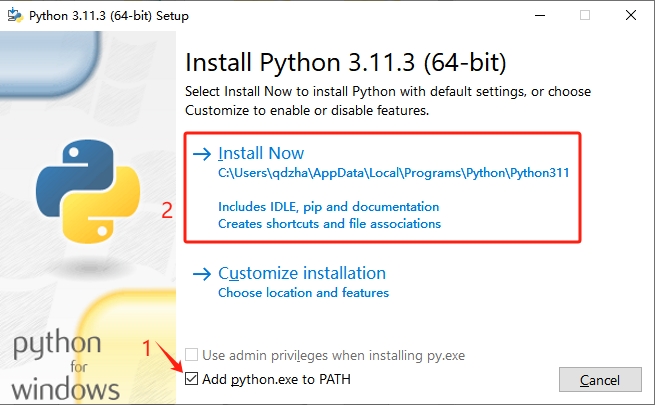 Python 3.11.3 (64-bit) Setup
Install Python 3.11.3 (64-bit)
Select Install Now to install Python with default settings, or choose
Customize to enable or disable features.
Install Now
C:\Users\qdzha\AppData\Local\Programs\Python\Python311
Includes IDLE, pip and documentation
Creates shortcuts and file associations
2
Customize installation
Choose location and features
1
Use admin privileges when installing py.exe
Add python.exe to PATH
Cancel
python
for
windows